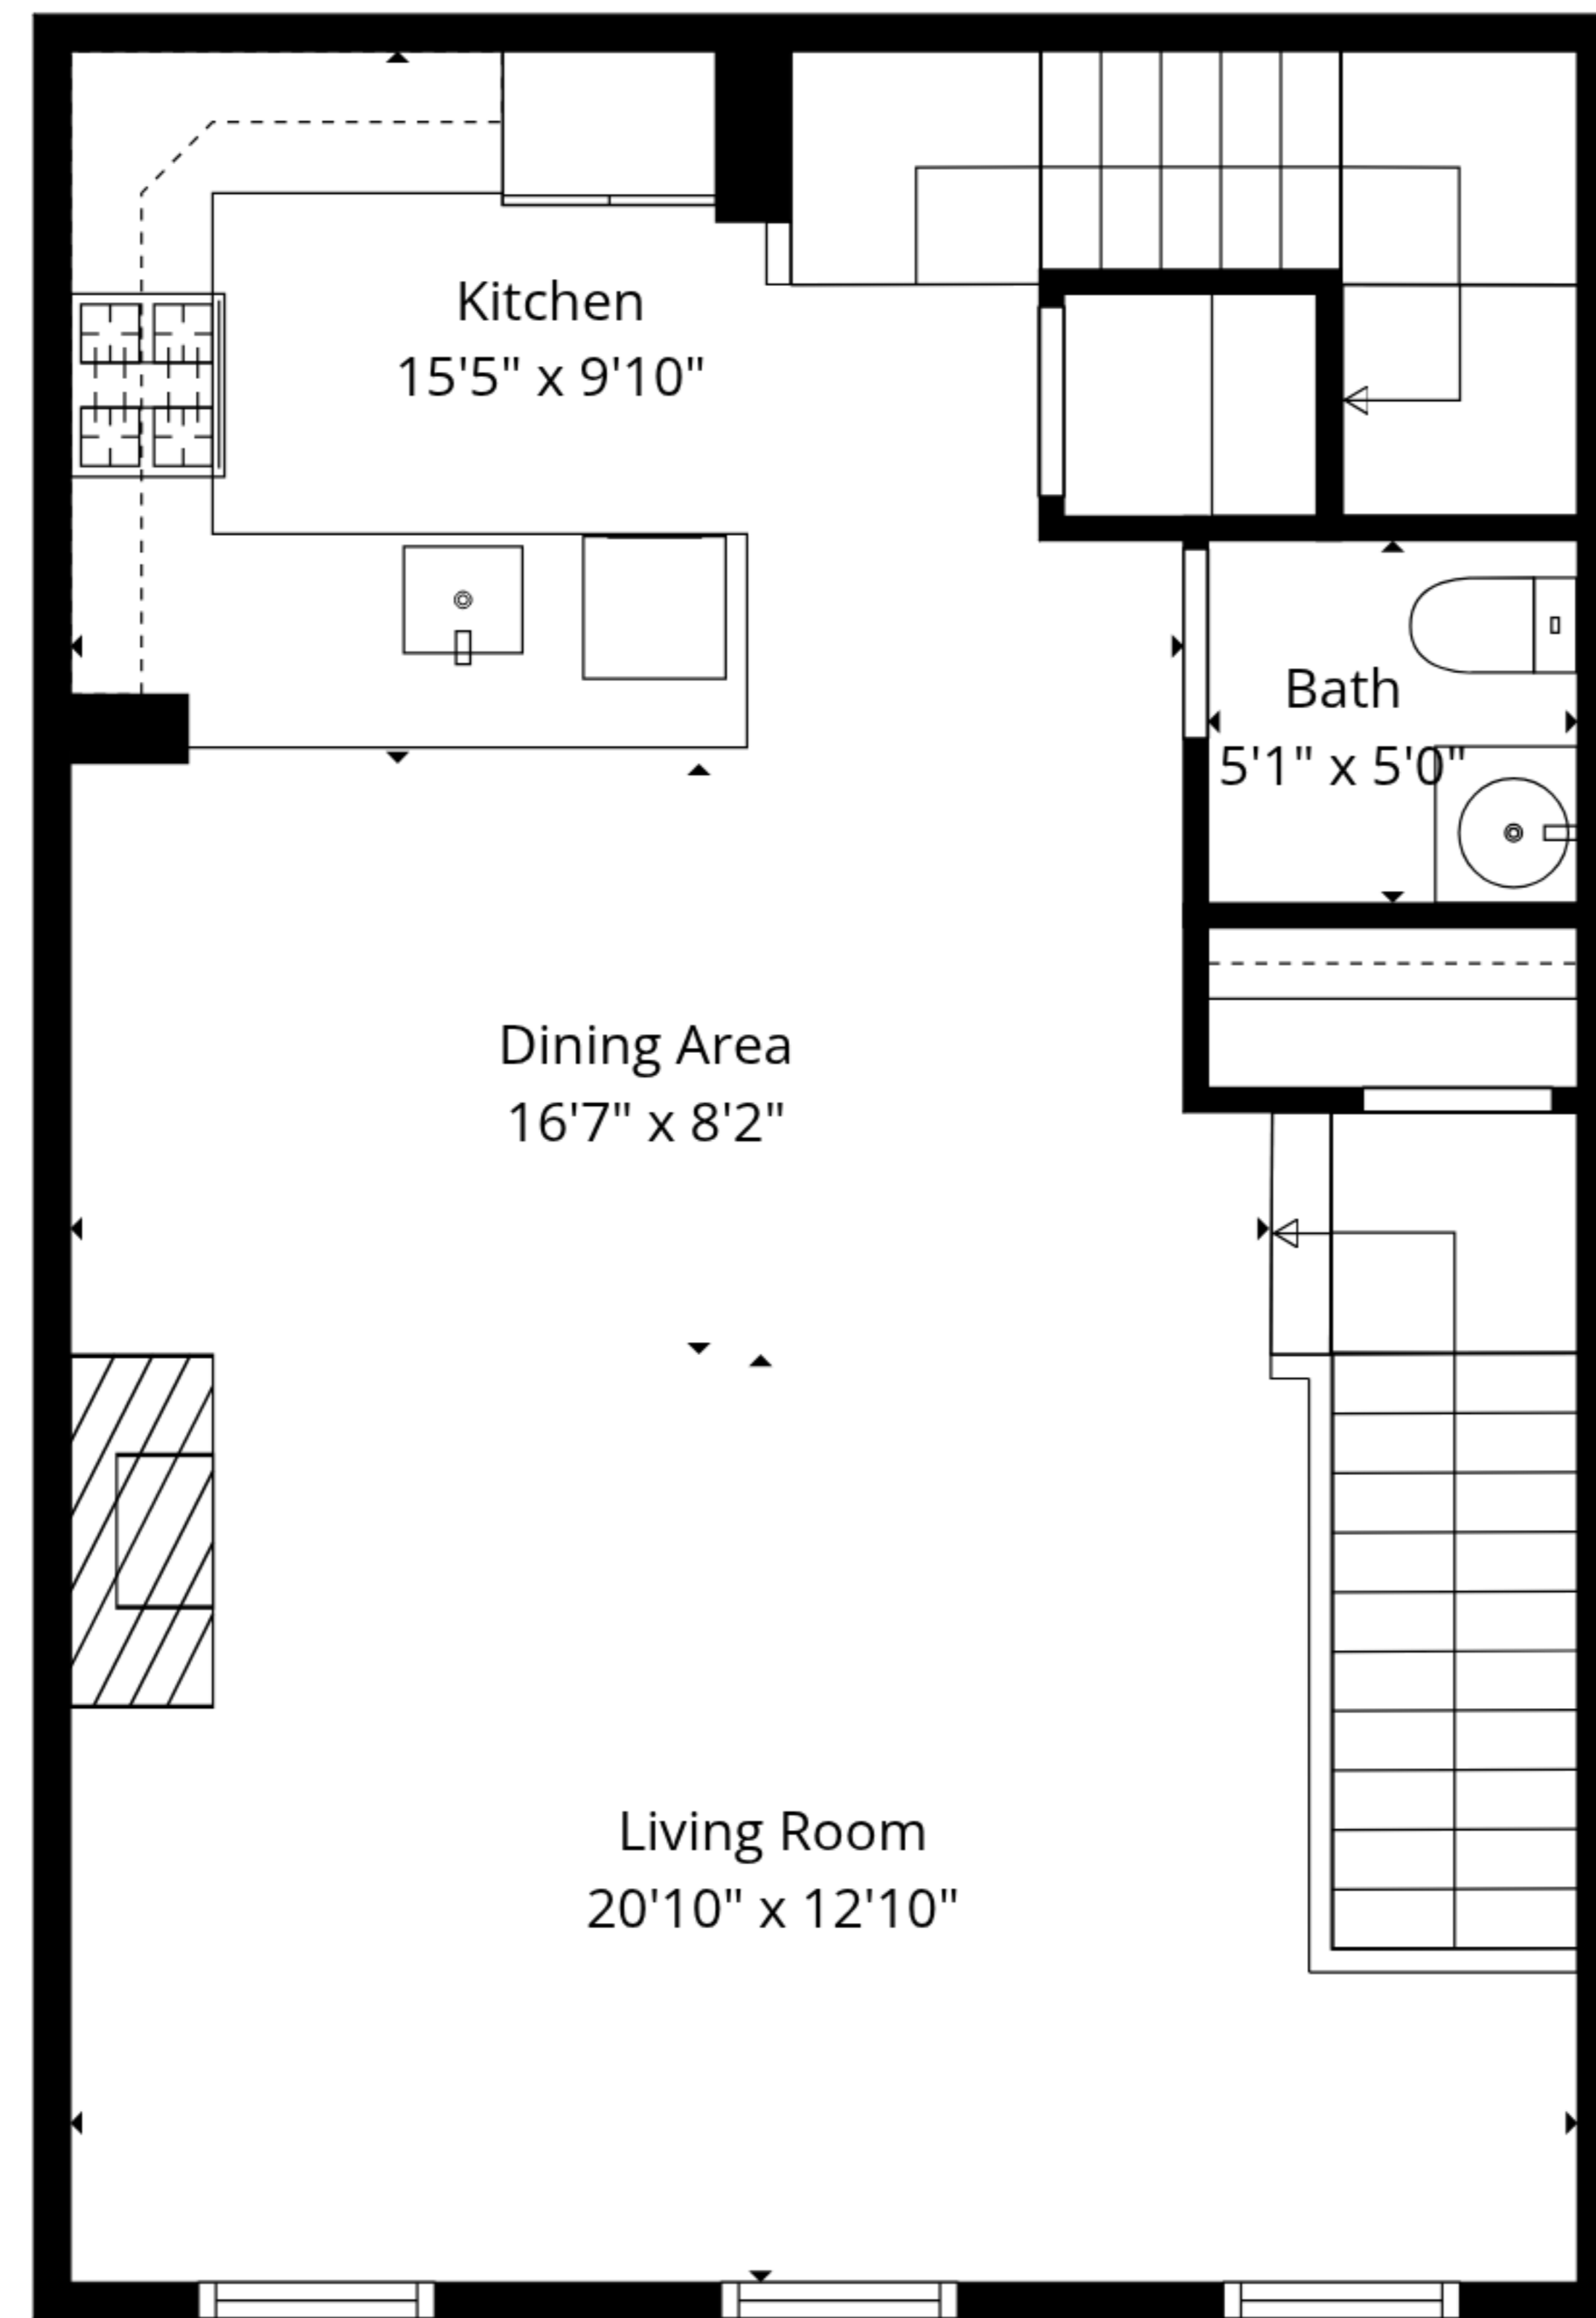 Kitchen
15'5" x 9'10"
Bath
5'1" x 5'0"
Dining Area
16'7" x 8'2"
Living Room
20'10" x 12'10"